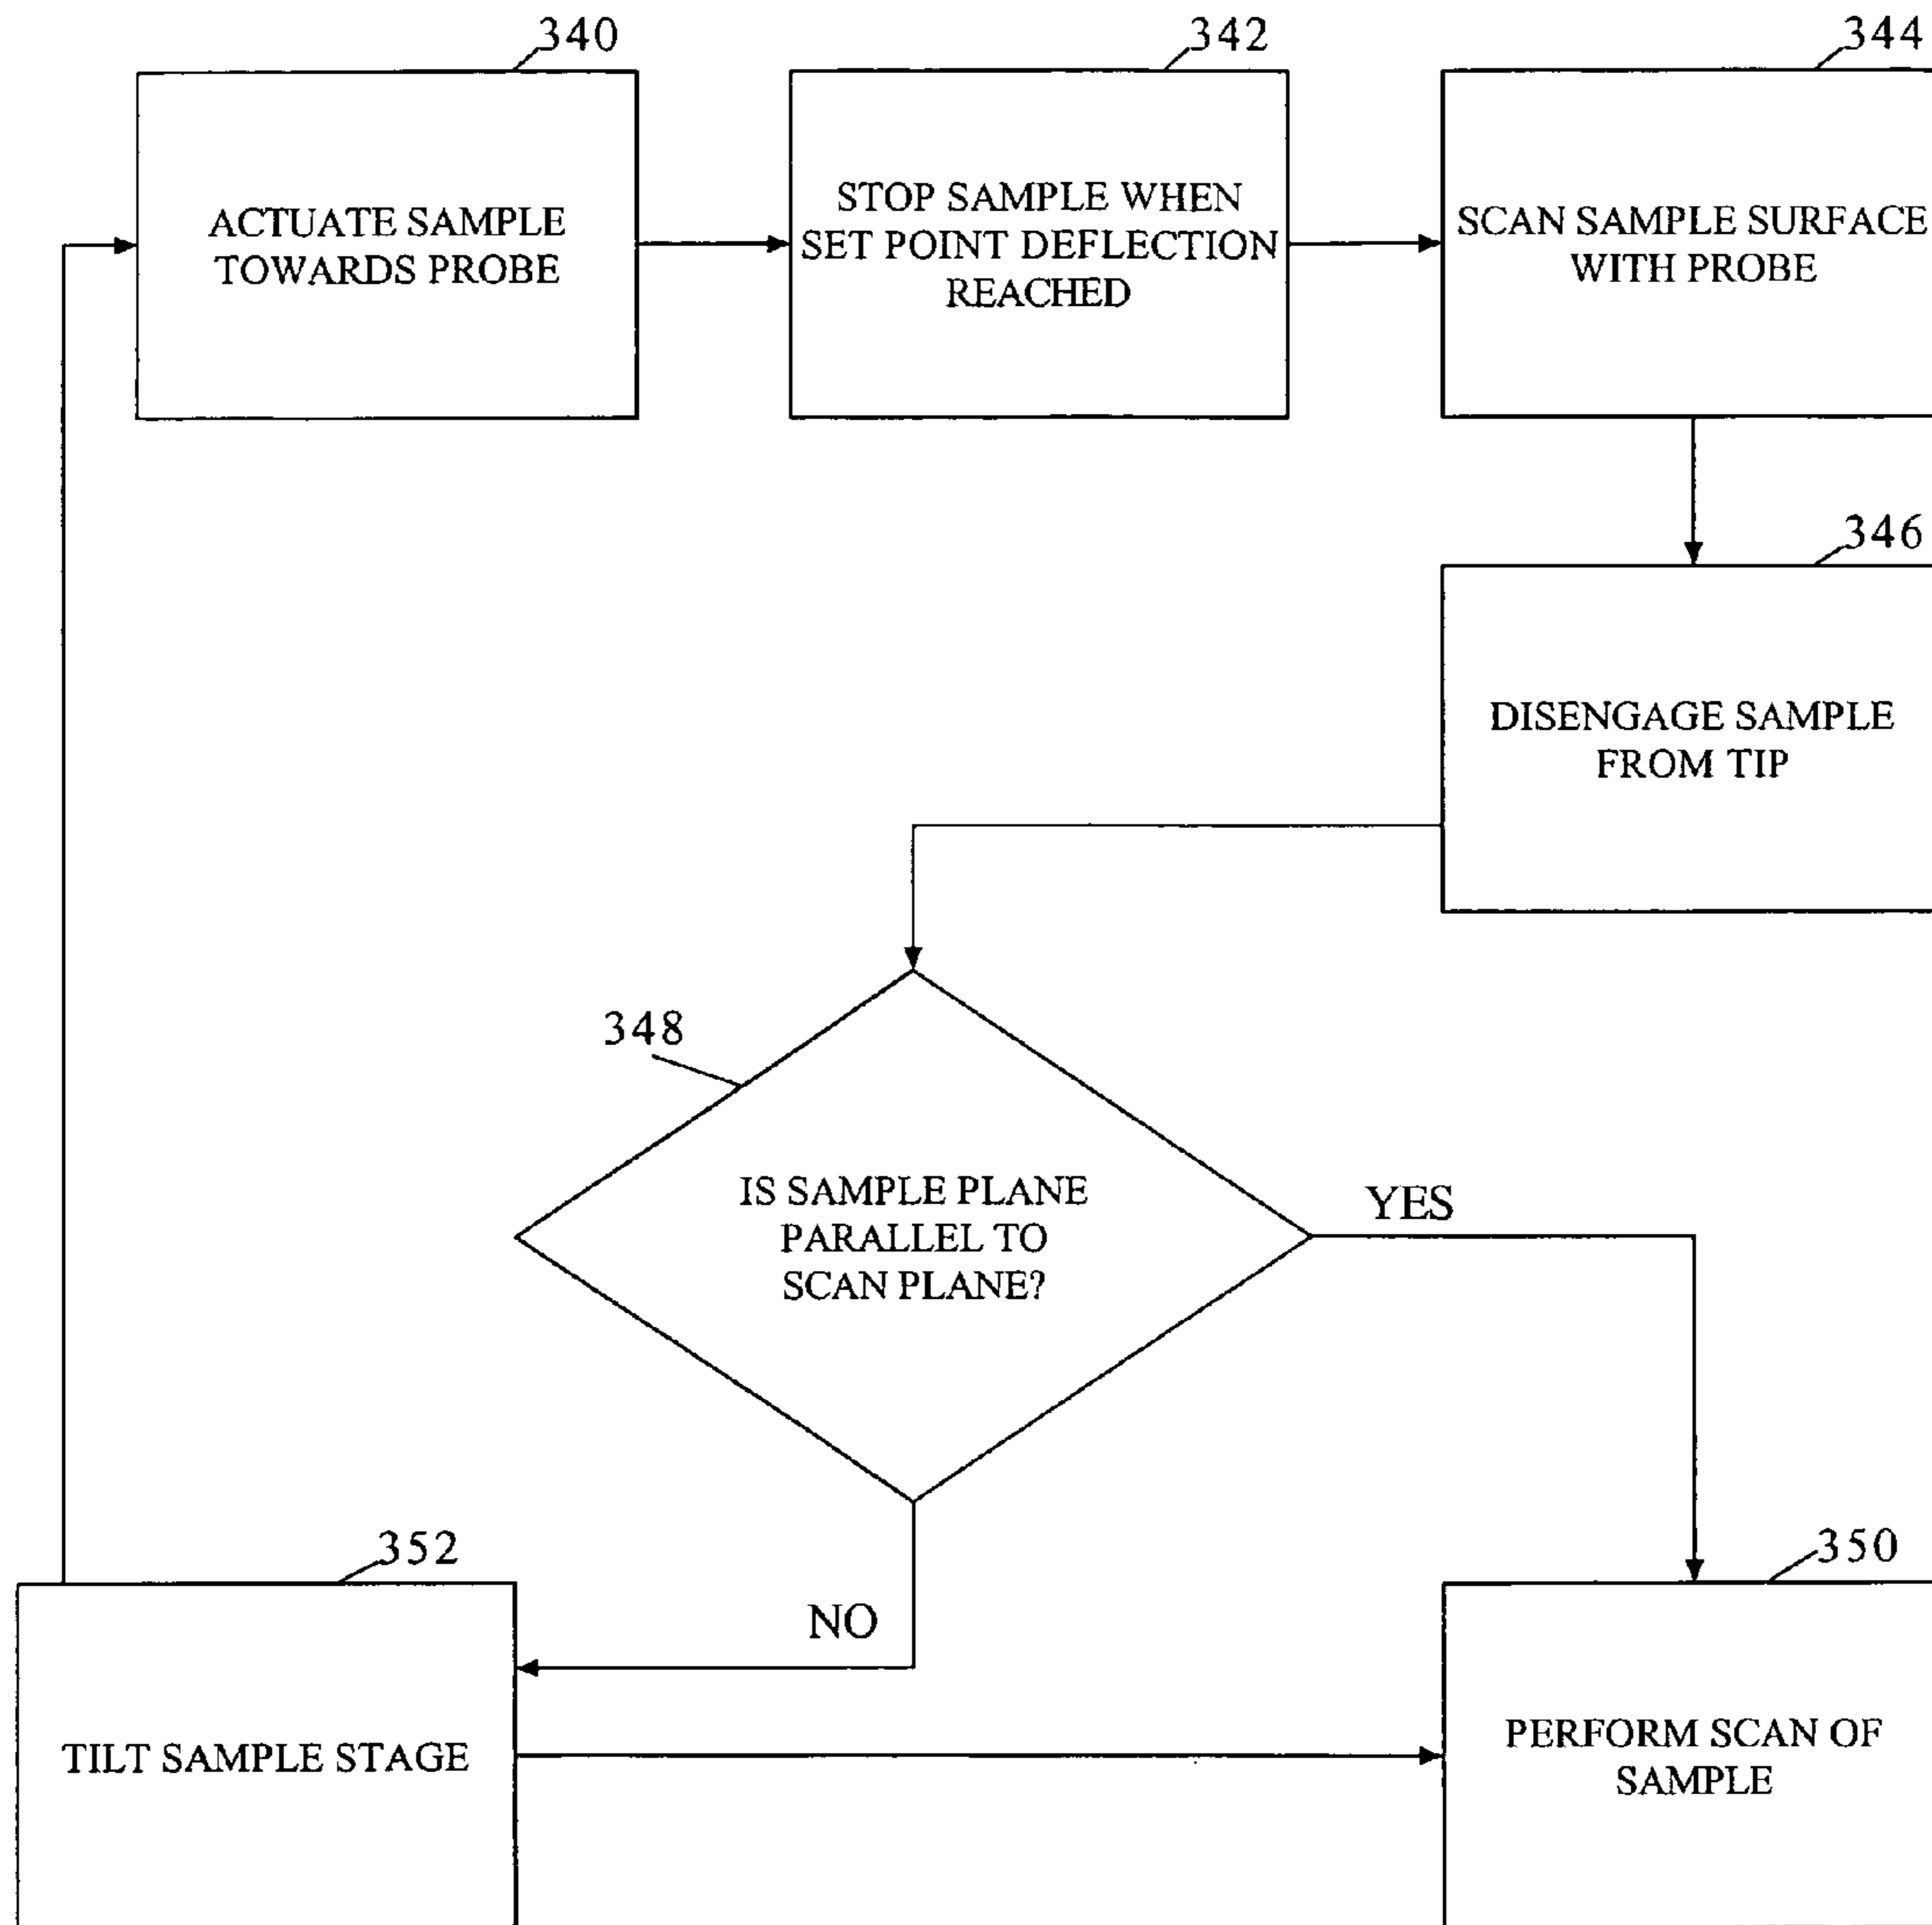 340
ACTUATE SAMPLE
TOWARDS PROBE
342
STOP SAMPLE WHEN
SET POINT DEFLECTION
REACHED
344
SCAN SAMPLE SURFACE
WITH PROBE
346
DISENGAGE SAMPLE
FROM TIP
348
IS SAMPLE PLANE
PARALLEL TO
SCAN PLANE?
YES
NO
352
TILT SAMPLE STAGE
350
PERFORM SCAN OF
SAMPLE